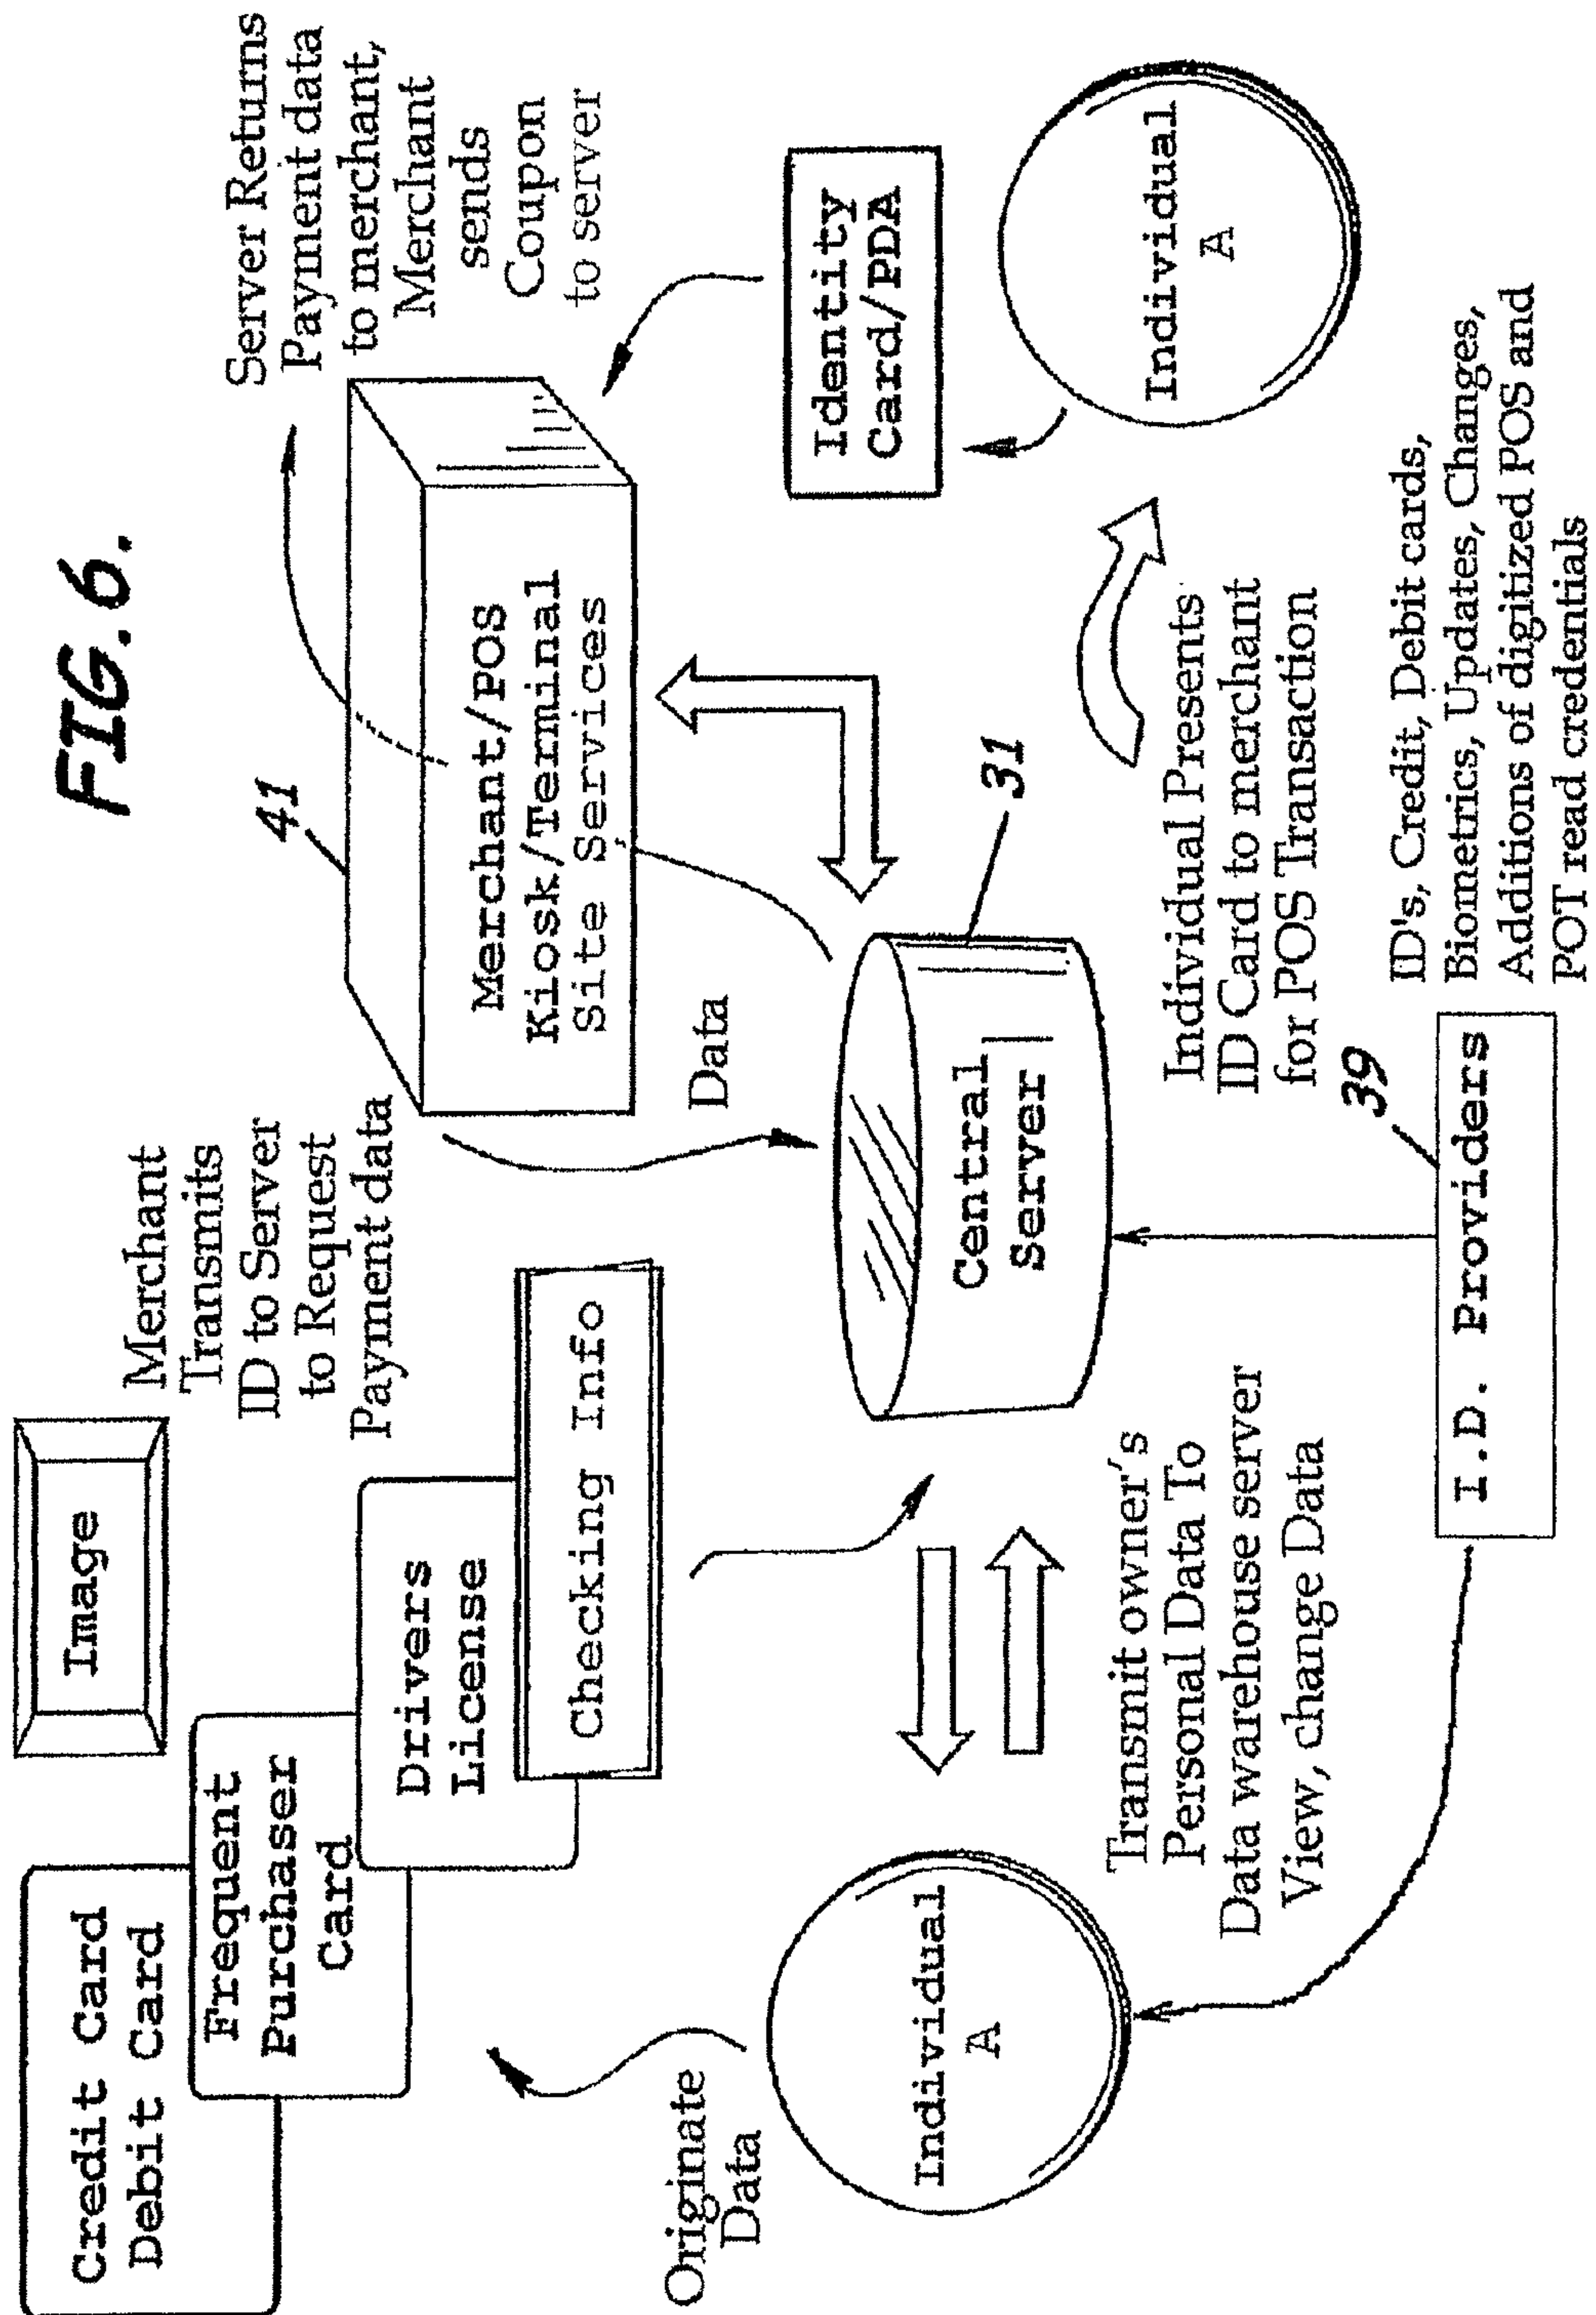 FIG. 6.
Credit Card
Debit Card
Frequent
Purchaser
Card
Image
Drivers
License
Checking Info
Merchant
Transmits
ID to Server
to Request
Payment data
41
Merchant/POS
Kiosk/Terminal
Site Services
Server Returns
Payment data
to merchant,
Merchant
sends
Coupon
to server
Originate
Data
Data
Individual
A
Central
Server
31
Identity
Card/PDA
Individual
A
Transmit owner's
Personal Data To
Data warehouse server
View, change Data
Individual Presents
ID Card to merchant
for POS Transaction
39
I.D. Providers
ID's, Credit, Debit cards,
Biometrics, Updates, Changes,
Additions of digitized POS and
POT read credentials